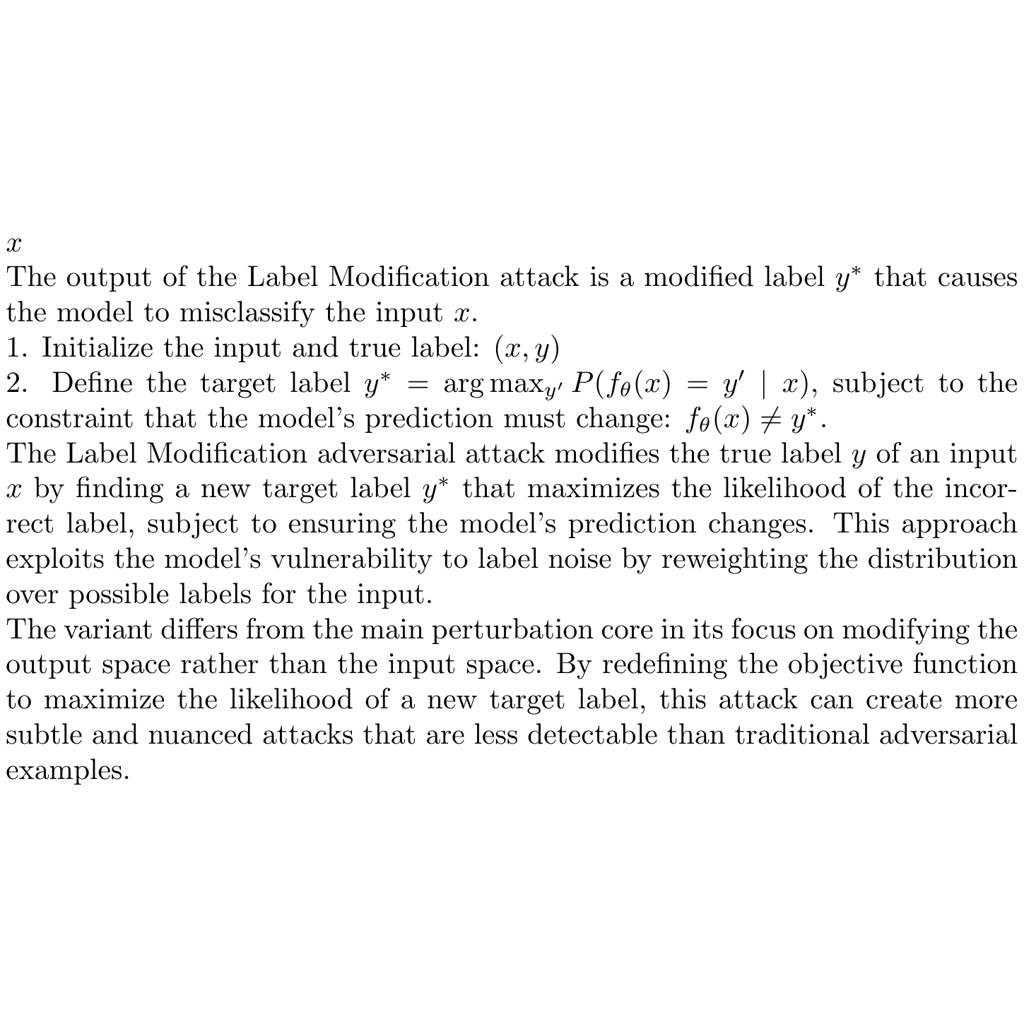 x
The output of the Label Modification attack is a modified label y* that causes
the model to misclassify the input x.
1. Initialize the input and true label: (x, y)
2. Define the target label y* = arg max_{y′} P(f_θ(x) = y′ | x), subject to the
constraint that the model's prediction must change: f_θ(x) ≠ y*.
The Label Modification adversarial attack modifies the true label y of an input
x by finding a new target label y* that maximizes the likelihood of the incor-
rect label, subject to ensuring the model's prediction changes. This approach
exploits the model's vulnerability to label noise by reweighting the distribution
over possible labels for the input.
The variant differs from the main perturbation core in its focus on modifying the
output space rather than the input space. By redefining the objective function
to maximize the likelihood of a new target label, this attack can create more
subtle and nuanced attacks that are less detectable than traditional adversarial
examples.